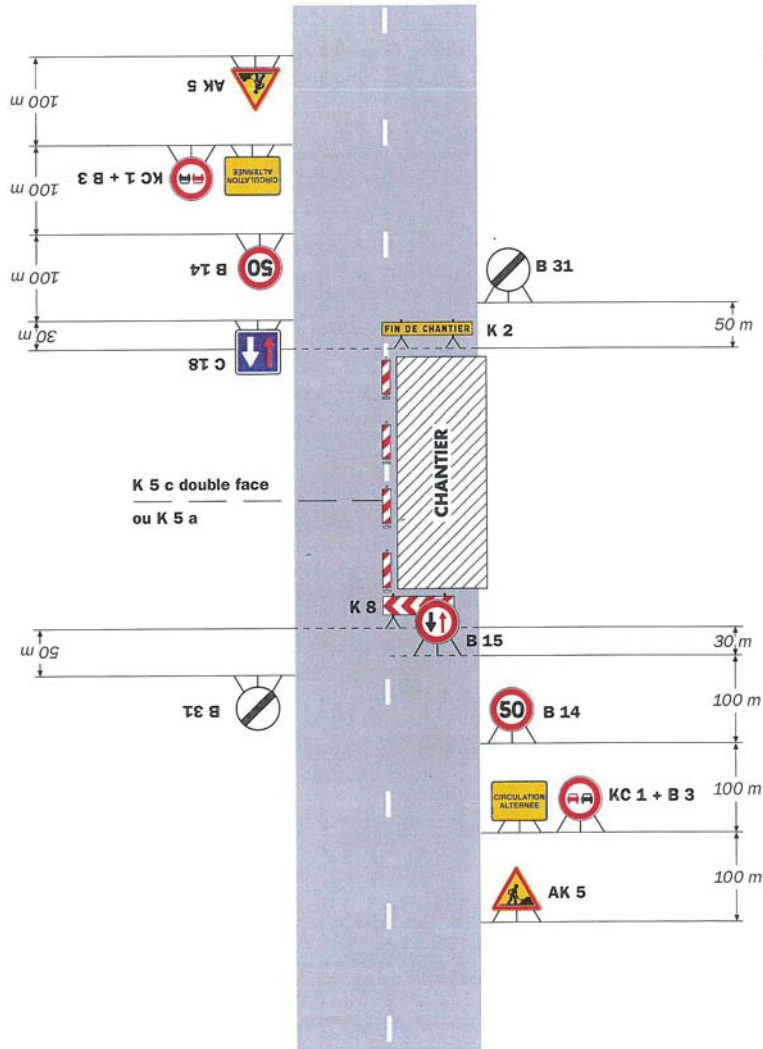 AK 5
100 m
KC 1 + B 3
CIRCULATION
ALTERNÉE
100 m
B 14
50
100 m
B 31
C 18
30 m
FIN DE CHANTIER
K 2
50 m
CHANTIER
K 5 c double face
ou K 5 a
K 8
B 15
30 m
50 m
B 31
50
B 14
100 m
CIRCULATION
ALTERNÉE
KC 1 + B 3
100 m
AK 5
100 m